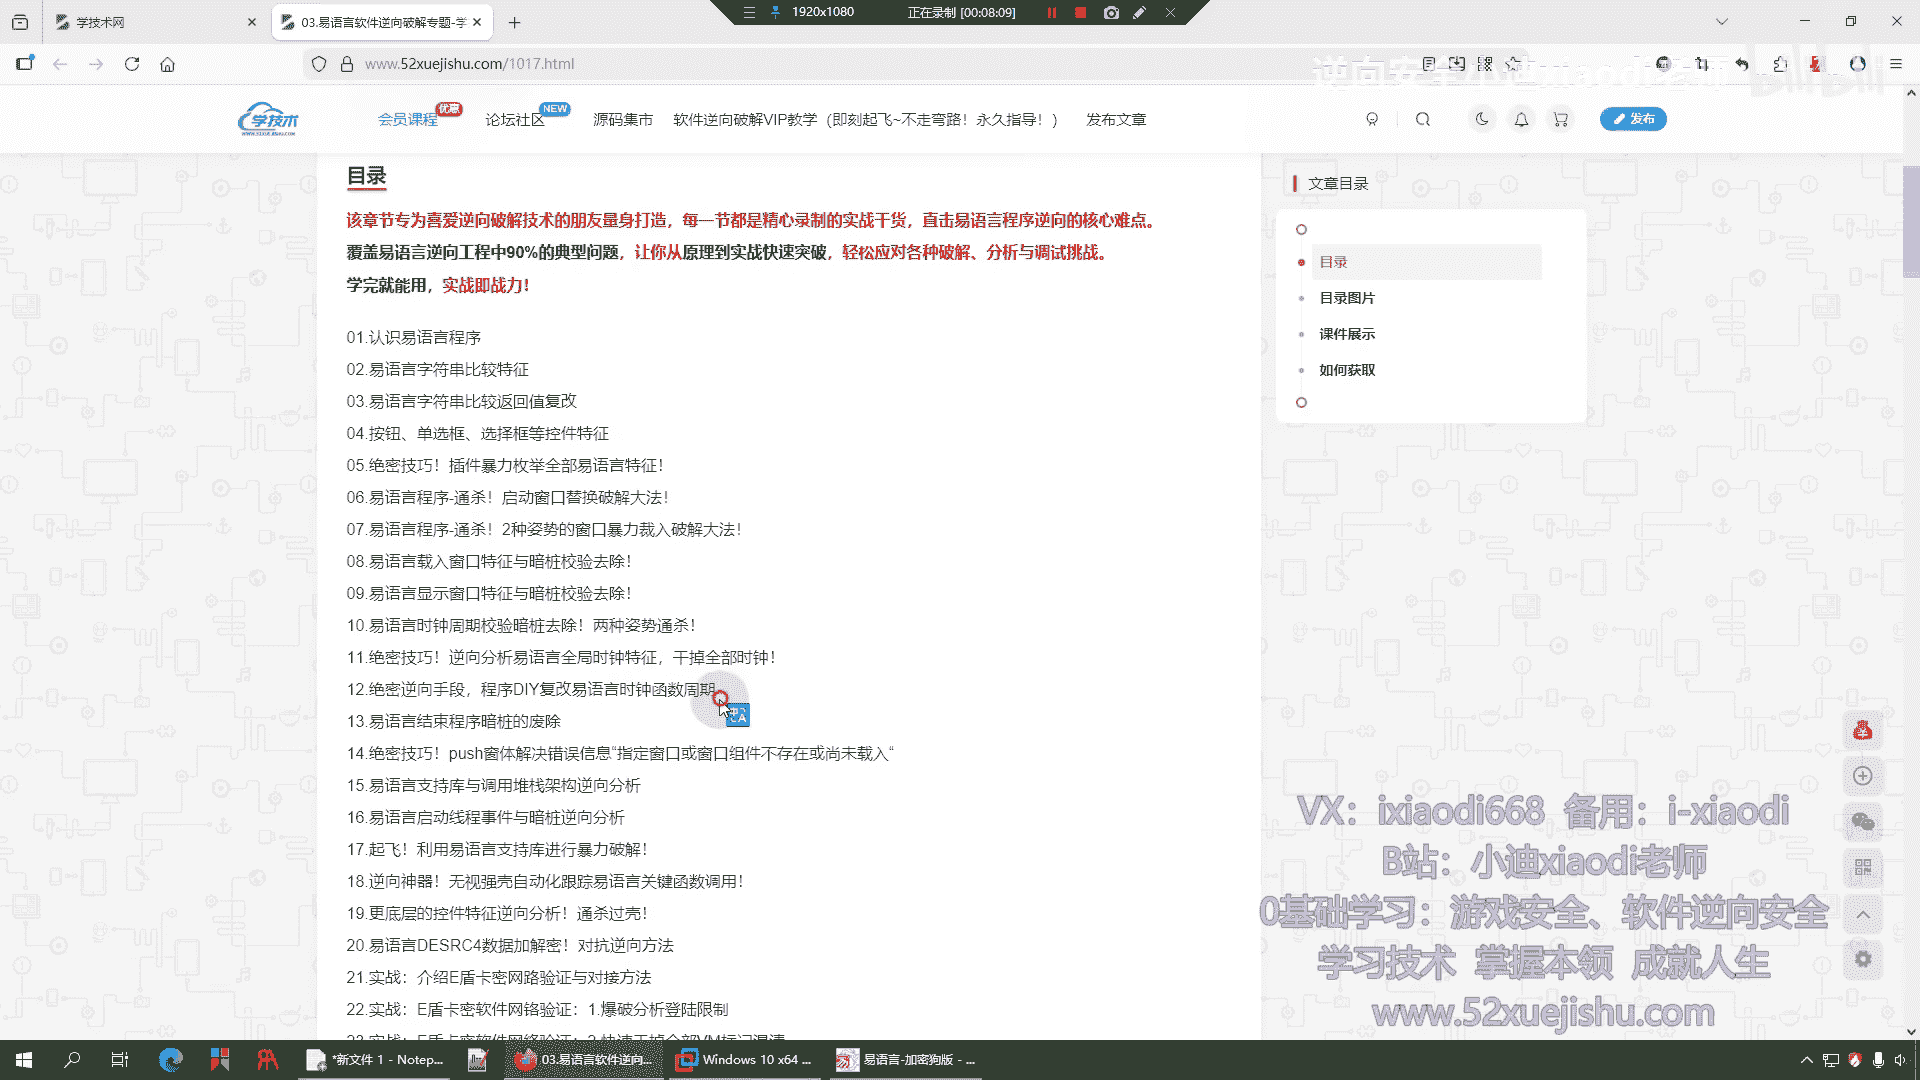 学技术网
03.易语言软件逆向破解专题-学
1920x1080
正在录制 [00:08:09]
www.52xuejishu.com/1017.html
逆向安全小迪xiaodi老师
bilibili
学技术
WWW.52XUEJISHU.COM
会员课程
优惠
论坛社区
NEW
源码集市
软件逆向破解VIP教学（即刻起飞~不走弯路！永久指导！）
发布文章
发布
目录
该章节专为喜爱逆向破解技术的朋友量身打造，每一节都是精心录制的实战干货，直击易语言程序逆向的核心难点。
覆盖易语言逆向工程中90%的典型问题，让你从原理到实战快速突破，轻松应对各种破解、分析与调试挑战。
学完就能用，实战即战力！
01.认识易语言程序
02.易语言字符串比较特征
03.易语言字符串比较返回值复改
04.按钮、单选框、选择框等控件特征
05.绝密技巧！插件暴力枚举全部易语言特征！
06.易语言程序-通杀！启动窗口替换破解大法！
07.易语言程序-通杀！2种姿势的窗口暴力裁入破解大法！
08.易语言载入窗口特征与暗桩校验去除！
09.易语言显示窗口特征与暗桩校验去除！
10.易语言时钟周期校验暗桩去除！两种姿势通杀！
11.绝密技巧！逆向分析易语言全局时钟特征，干掉全部时钟！
12.绝密逆向手段，程序DIY复改易语言时钟函数周期
13.易语言结束程序暗桩的废除
14.绝密技巧！push窗体解决错误信息“指定窗口或窗口组件不存在或尚未载入“
15.易语言支持库与调用堆栈架构逆向分析
16.易语言启动线程事件与暗桩逆向分析
17.起飞！利用易语言支持库进行暴力破解！
18.逆向神器！无视强壳自动化跟踪易语言关键函数调用！
19.更底层的控件特征逆向分析！通杀过壳！
20.易语言DESRC4数据加解密！对抗逆向方法
21.实战：介绍E盾卡密网路验证与对接方法
22.实战：E盾卡密软件网络验证：1.爆破分析登陆限制
文章目录
目录
目录图片
课件展示
如何获取
VX：ixiaodi668 备用：i-xiaodi
B站：小迪xiaodi老师
0基础学习：游戏安全、软件逆向安全
学习技术 掌握本领 成就人生
www.52xuejishu.com
*新文件 1 - Notep...
03.易语言软件逆向...
Windows 10 x64 ...
易语言-加密狗版 - ...